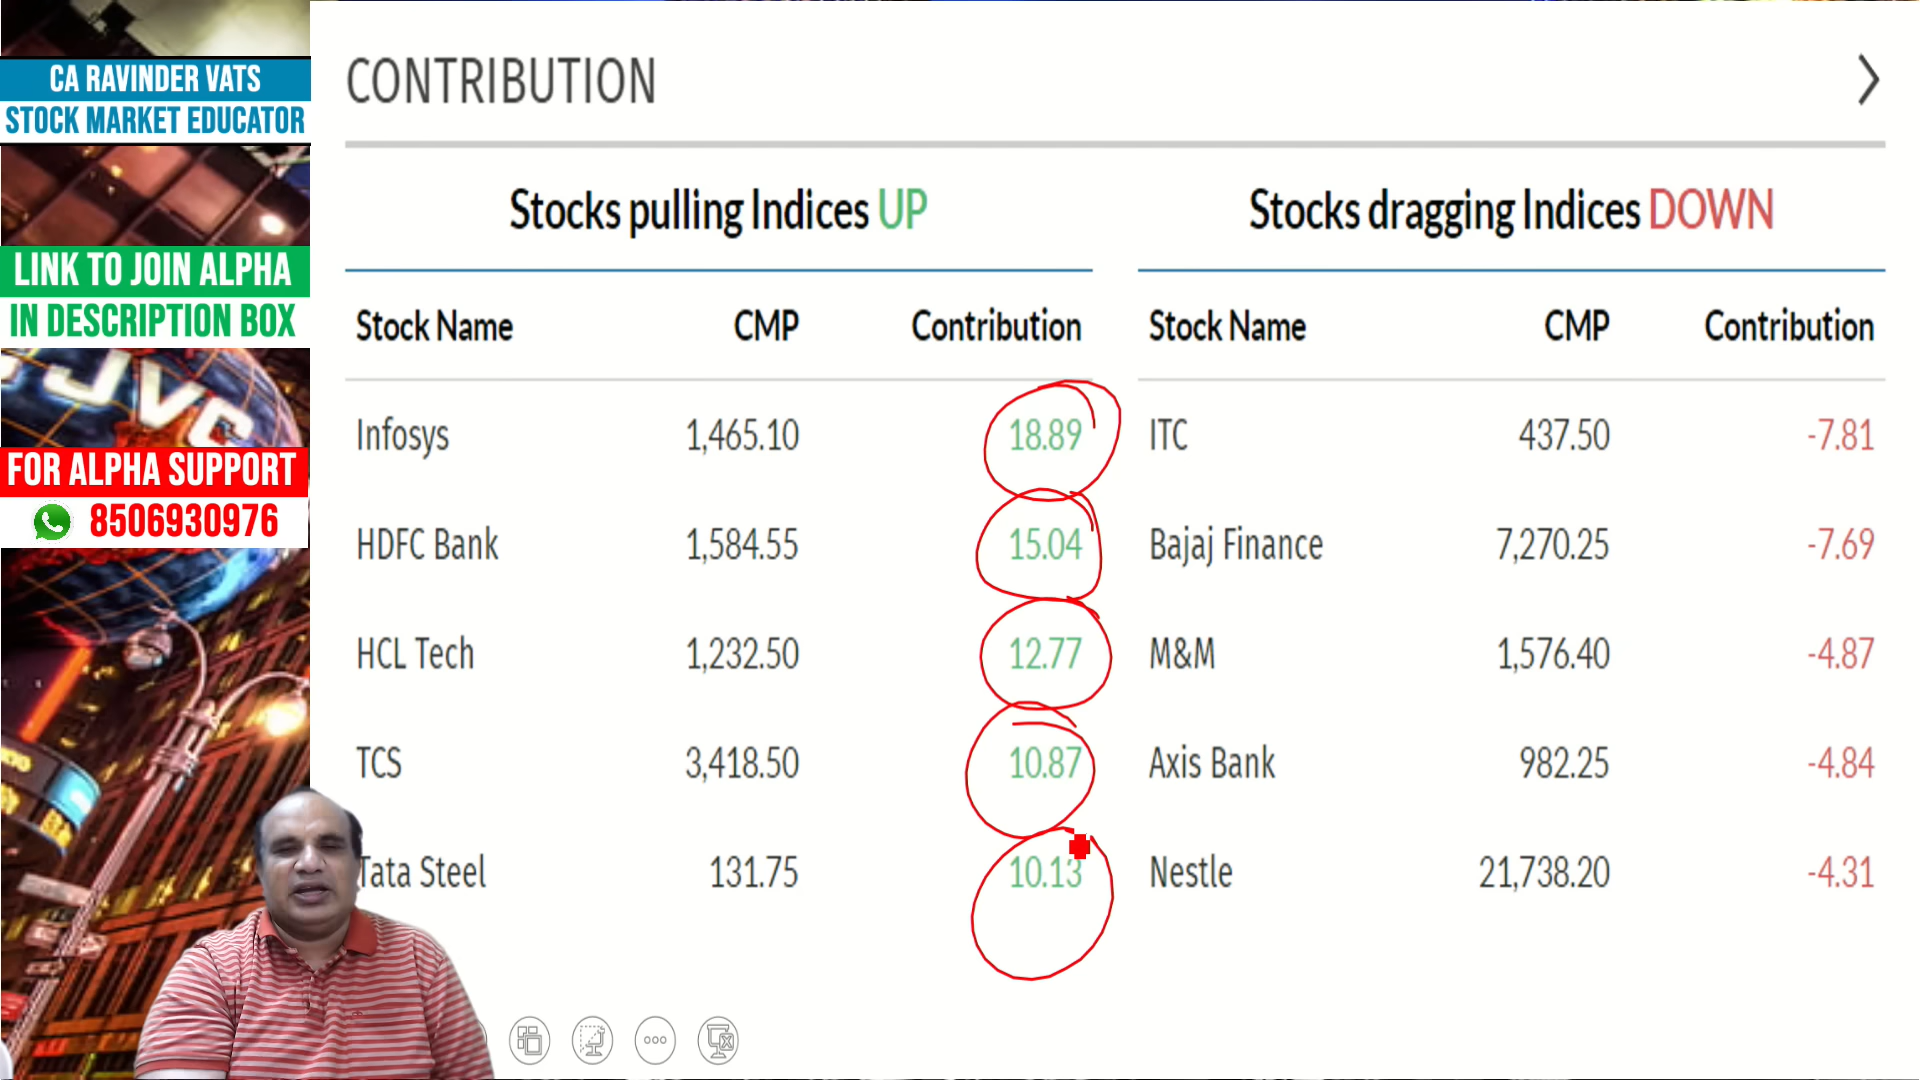 CA RAVINDER VATS
STOCK MARKET EDUCATOR
LINK TO JOIN ALPHA
IN DESCRIPTION BOX
JVC
FOR ALPHA SUPPORT
8506930976
CONTRIBUTION
Stocks pulling Indices UP
Stock Name CMP Contribution
Infosys 1,465.10 18.89
HDFC Bank 1,584.55 15.04
HCL Tech 1,232.50 12.77
TCS 3,418.50 10.87
Tata Steel 131.75 10.13
Stocks dragging Indices DOWN
Stock Name CMP Contribution
ITC 437.50 -7.81
Bajaj Finance 7,270.25 -7.69
M&M 1,576.40 -4.87
Axis Bank 982.25 -4.84
Nestle 21,738.20 -4.31